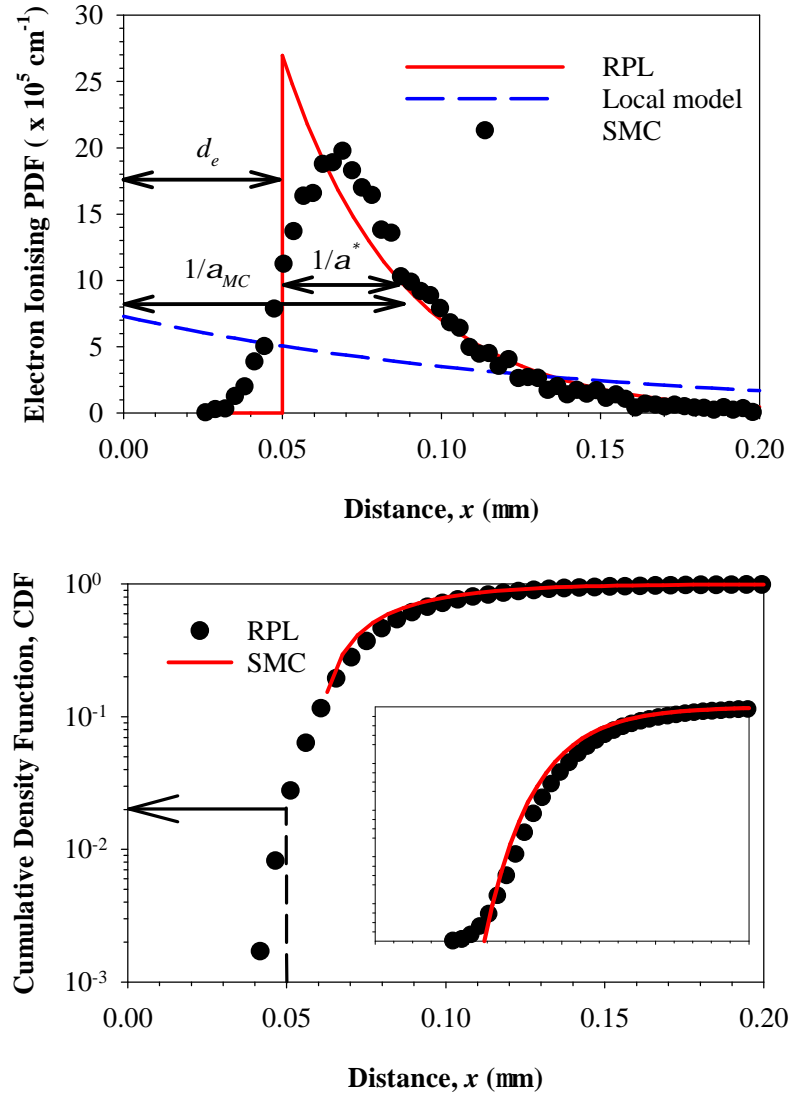 30
25
20
15
10
5
0
Electron Ionising PDF ( x 10⁵ cm⁻¹)
RPL
Local model
SMC
dₑ
1/a_MC
1/a*
0.00 0.05 0.10 0.15 0.20
Distance, x (mm)
10⁰
10⁻¹
10⁻²
10⁻³
Cumulative Density Function, CDF
RPL
SMC
0.00 0.05 0.10 0.15 0.20
Distance, x (mm)